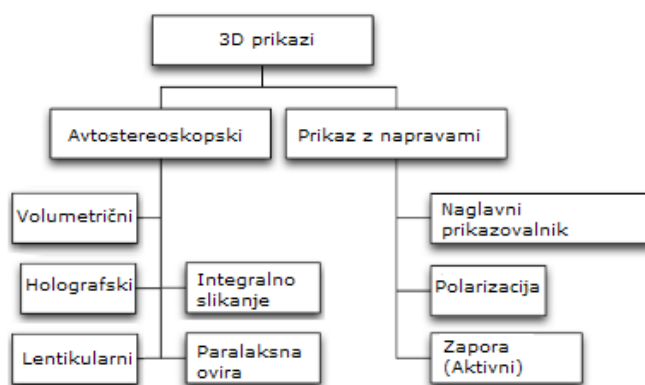 3D prikazi
Avtostereoskopski
Prikaz z napravami
Volumetrični
Naglavni
prikazovalnik
Holografski
Integralno
slikanje
Polarizacija
Lentikularni
Paralaksna
ovira
Zapora
(Aktivni)